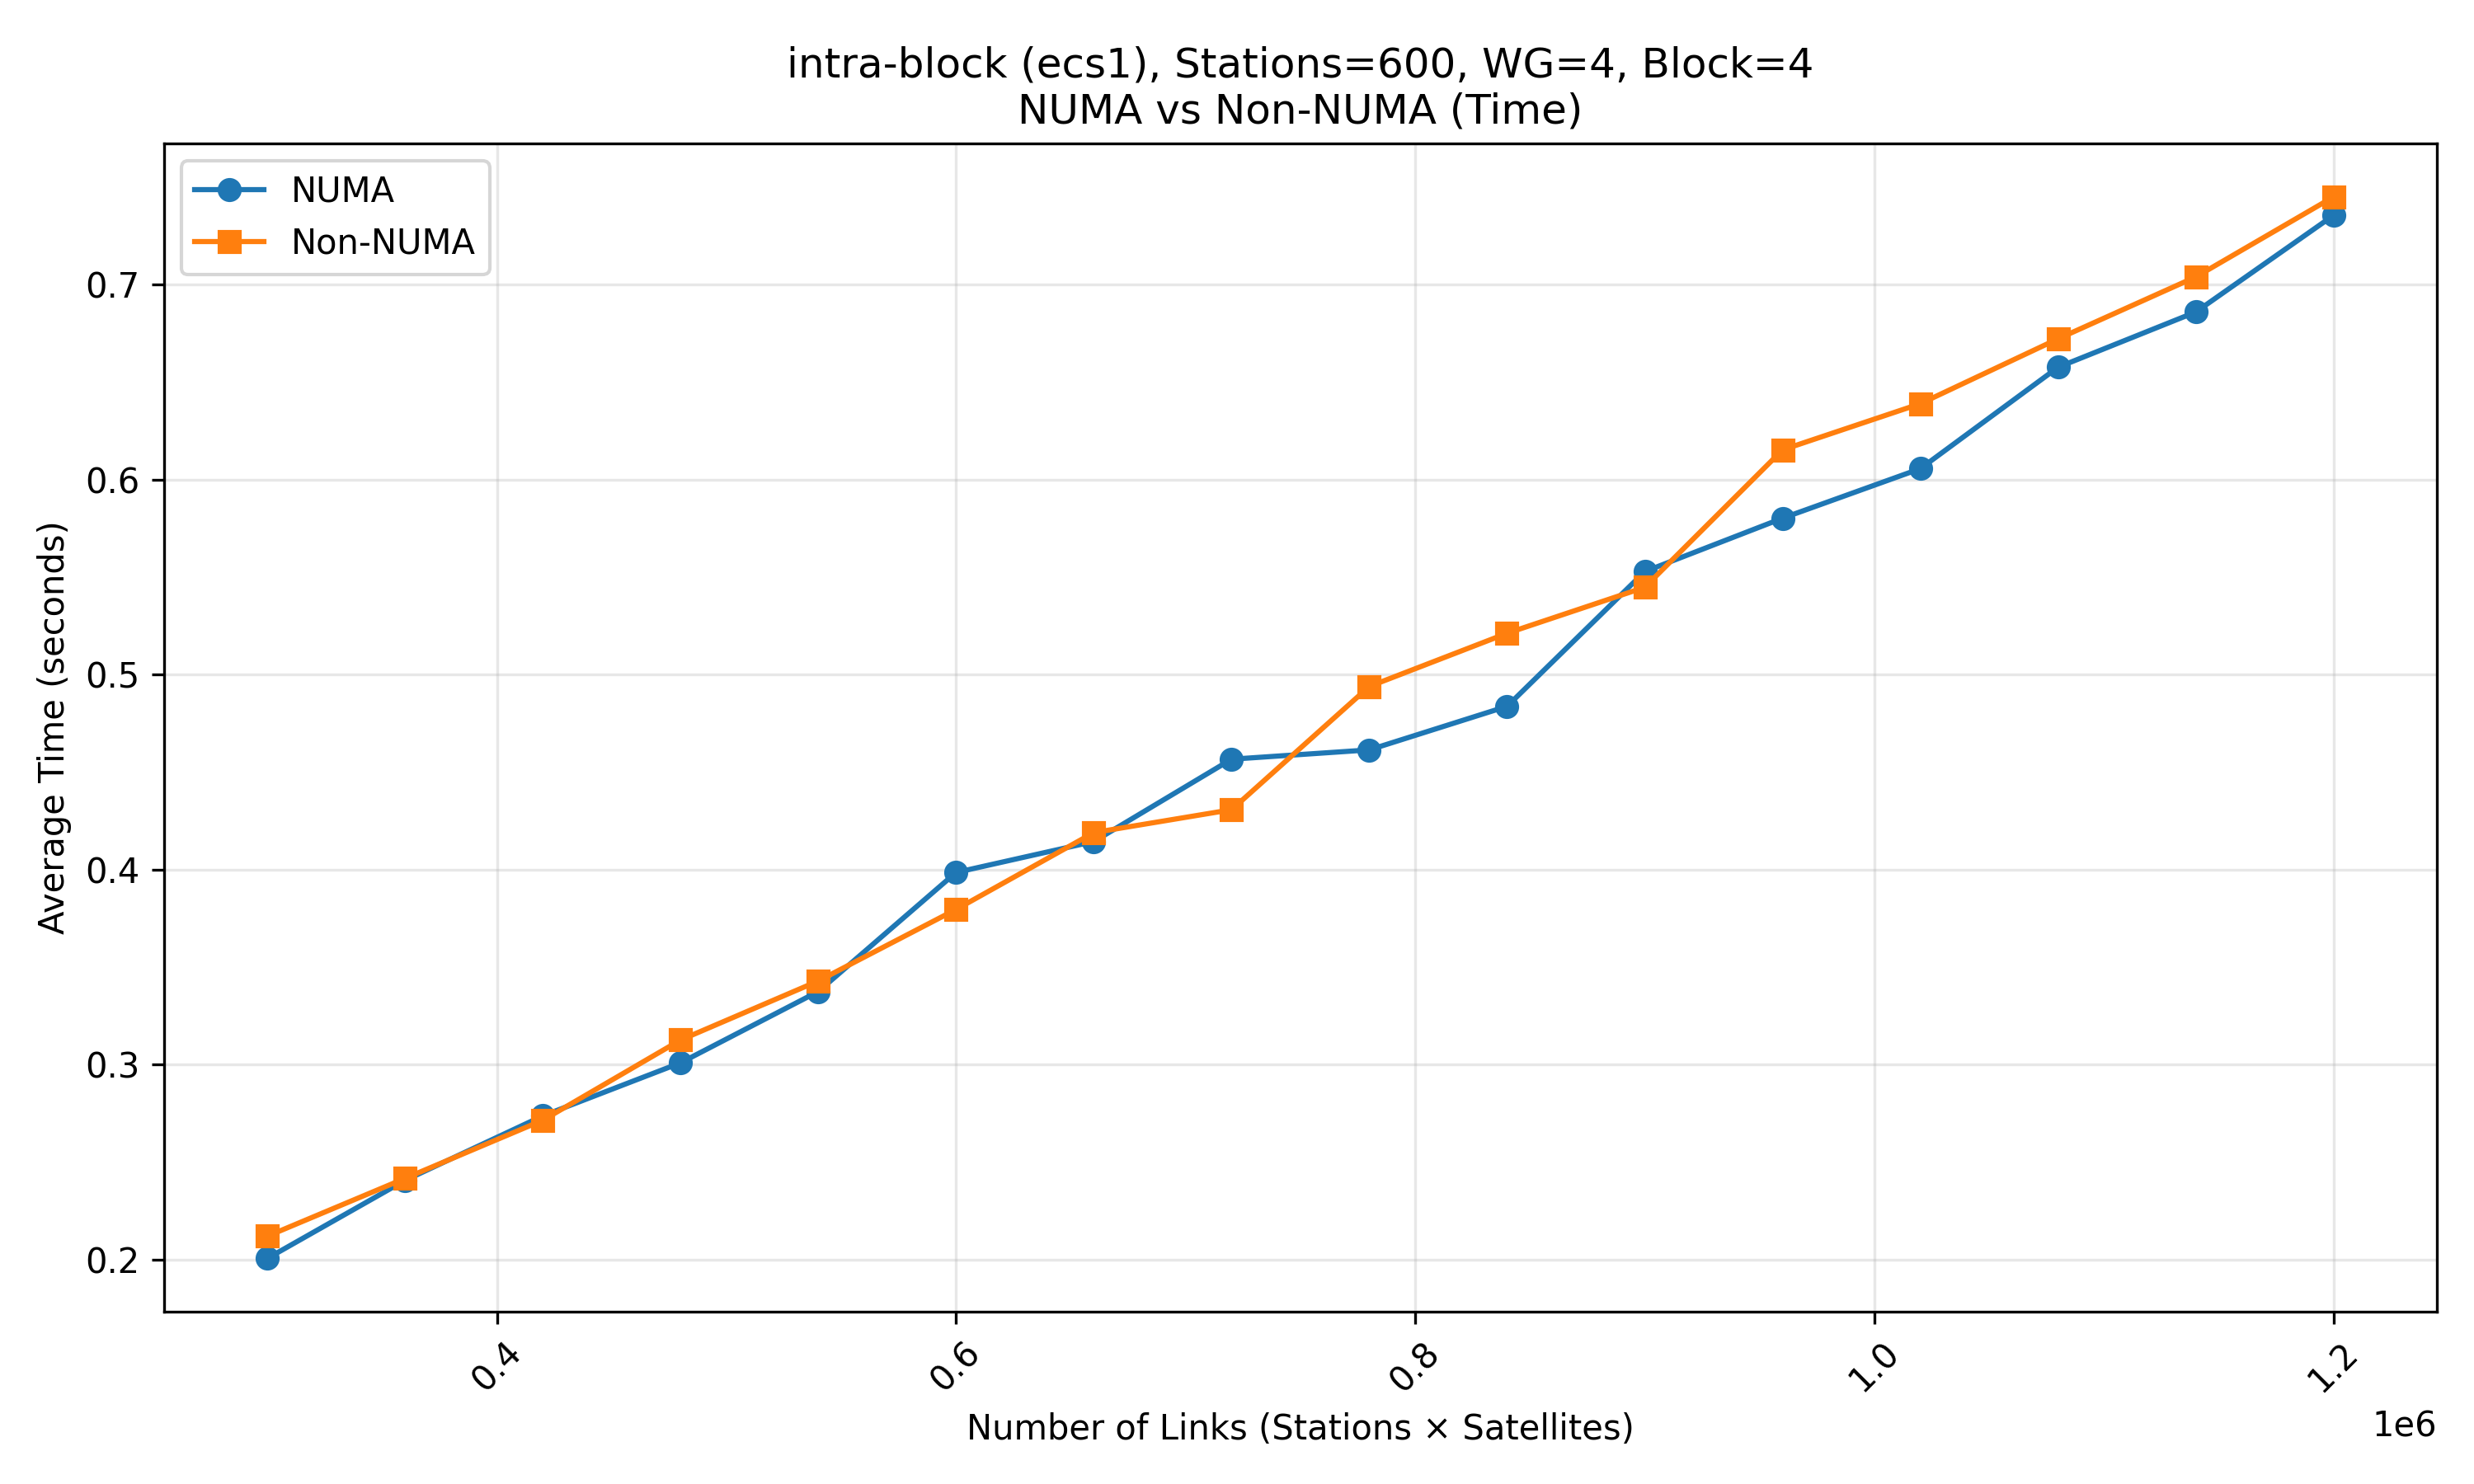 intra-block (ecs1), Stations=600, WG=4, Block=4
NUMA vs Non-NUMA (Time)
NUMA
Non-NUMA
Average Time (seconds)
0.7
0.6
0.5
0.4
0.3
0.2
0.4
0.6
0.8
1.0
1.2
Number of Links (Stations × Satellites)
1e6